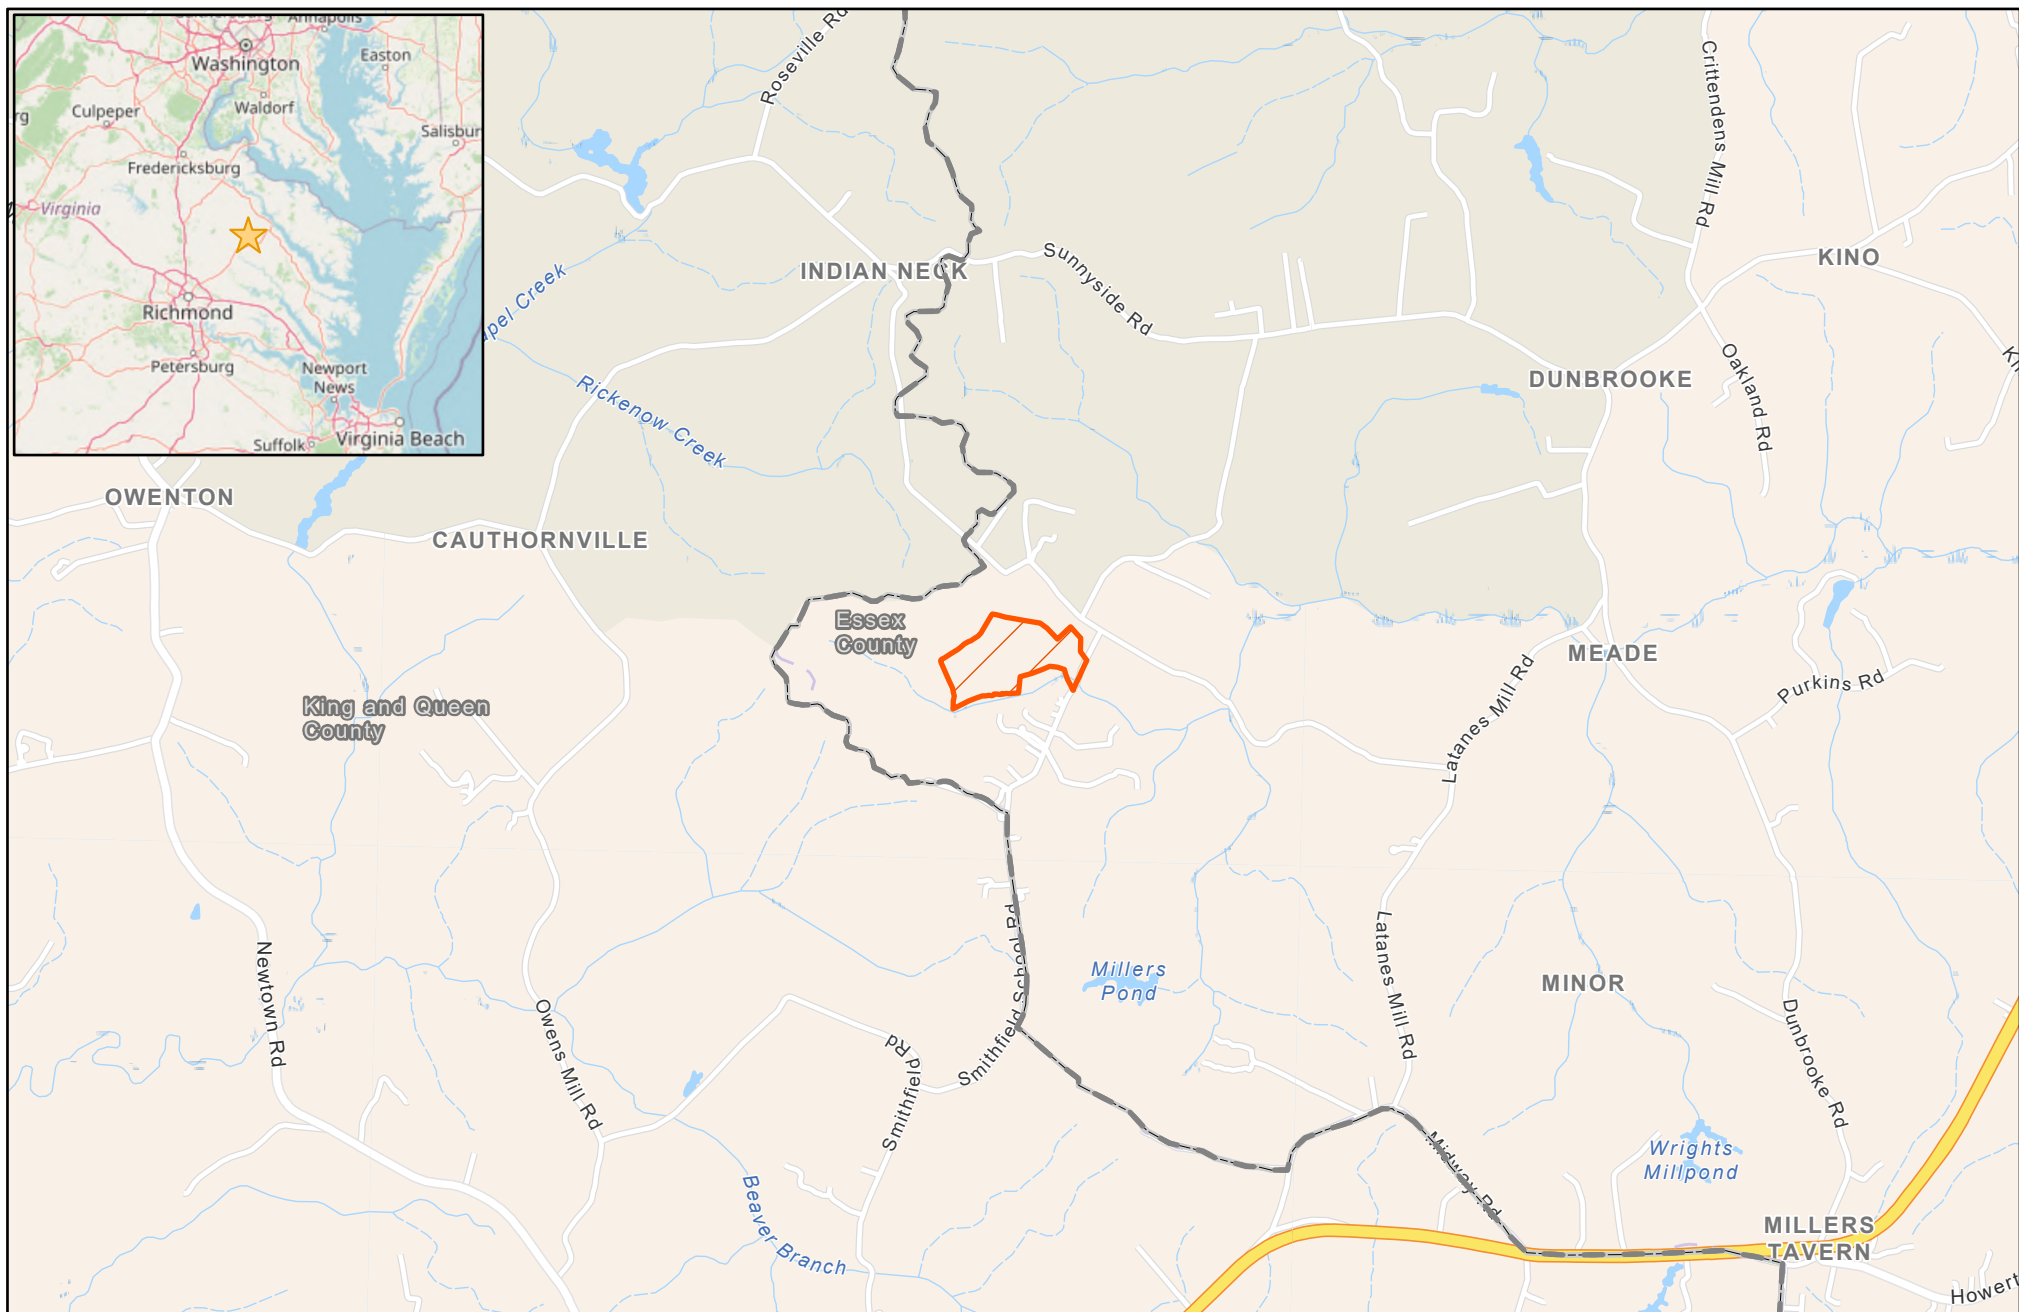 Annapolis
Washington
Easton
Culpeper
Waldorf
Salisbur
rg
Fredericksburg
Virginia
Richmond
Petersburg
Newport
News
Suffolk
Virginia Beach
Roseville Rd
Crittendens Mill Rd
KINO
INDIAN NECK
Sunnyside Rd
pel Creek
Rickenow Creek
DUNBROOKE
Oakland Rd
OWENTON
CAUTHORNVILLE
Essex
County
MEADE
Latanes Mill Rd
Purkins Rd
King and Queen
County
Newtown Rd
Owens Mill Rd
Smithfield School Rd
Smithfield Rd
Millers
Pond
Latanes Mill Rd
MINOR
Dunbrooke Rd
Midway Rd
Wrights
Millpond
Beaver Branch
MILLERS
TAVERN
Howert